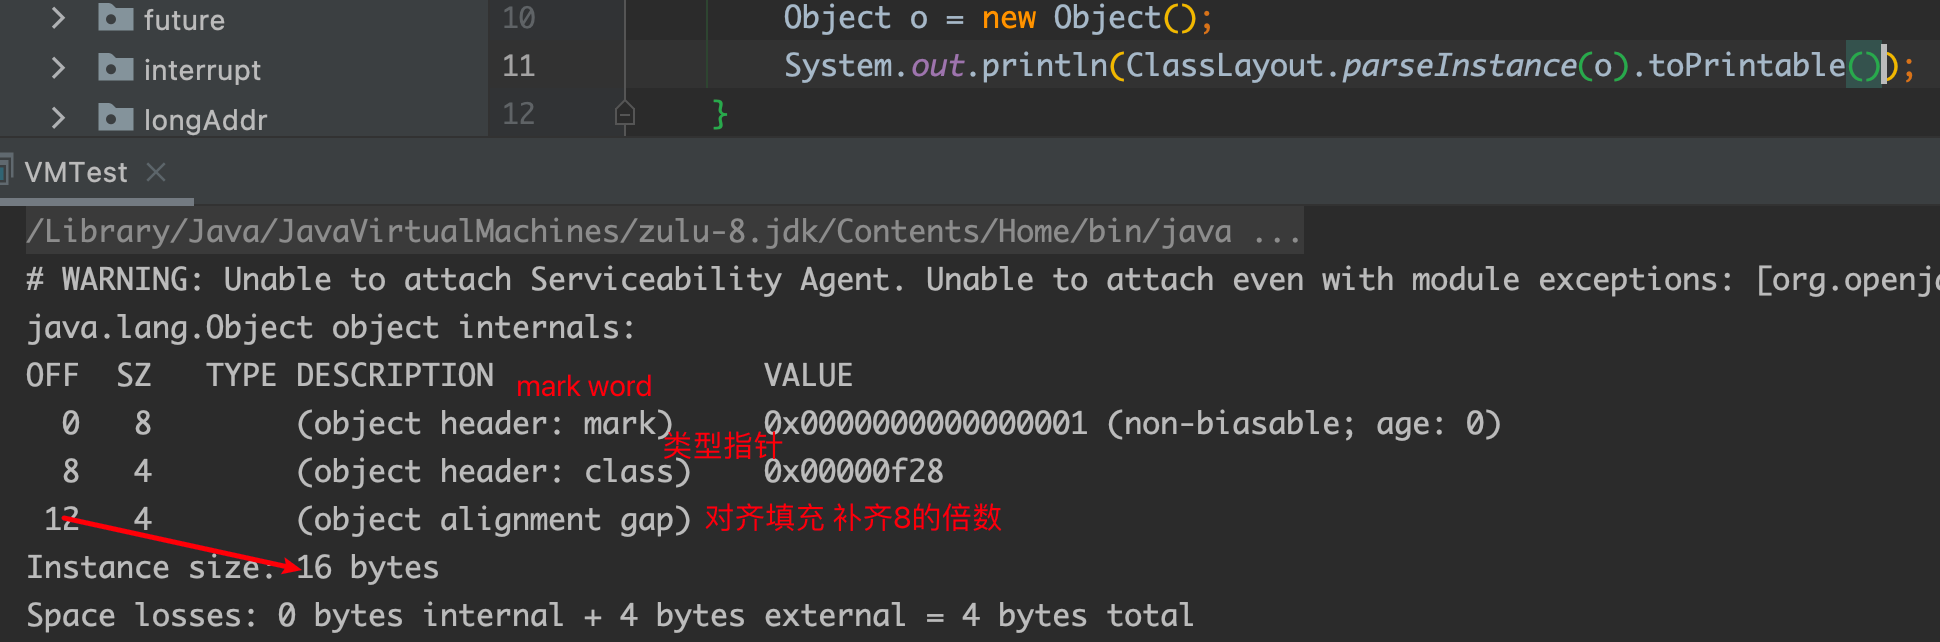 future
10 Object o = new Object();
interrupt
11 System.out.println(ClassLayout.parseInstance(o).toPrintable());
longAddr
12 }
VMTest
/Library/Java/JavaVirtualMachines/zulu-8.jdk/Contents/Home/bin/java ...
# WARNING: Unable to attach Serviceability Agent. Unable to attach even with module exceptions: [org.openj
java.lang.Object object internals:
OFF SZ TYPE DESCRIPTION VALUE
mark word
0 8 (object header: mark) 0x0000000000000001 (non-biasable; age: 0)
类型指针
8 4 (object header: class) 0x00000f28
12 4 (object alignment gap) 对齐填充 补齐8的倍数
Instance size: 16 bytes
Space losses: 0 bytes internal + 4 bytes external = 4 bytes total